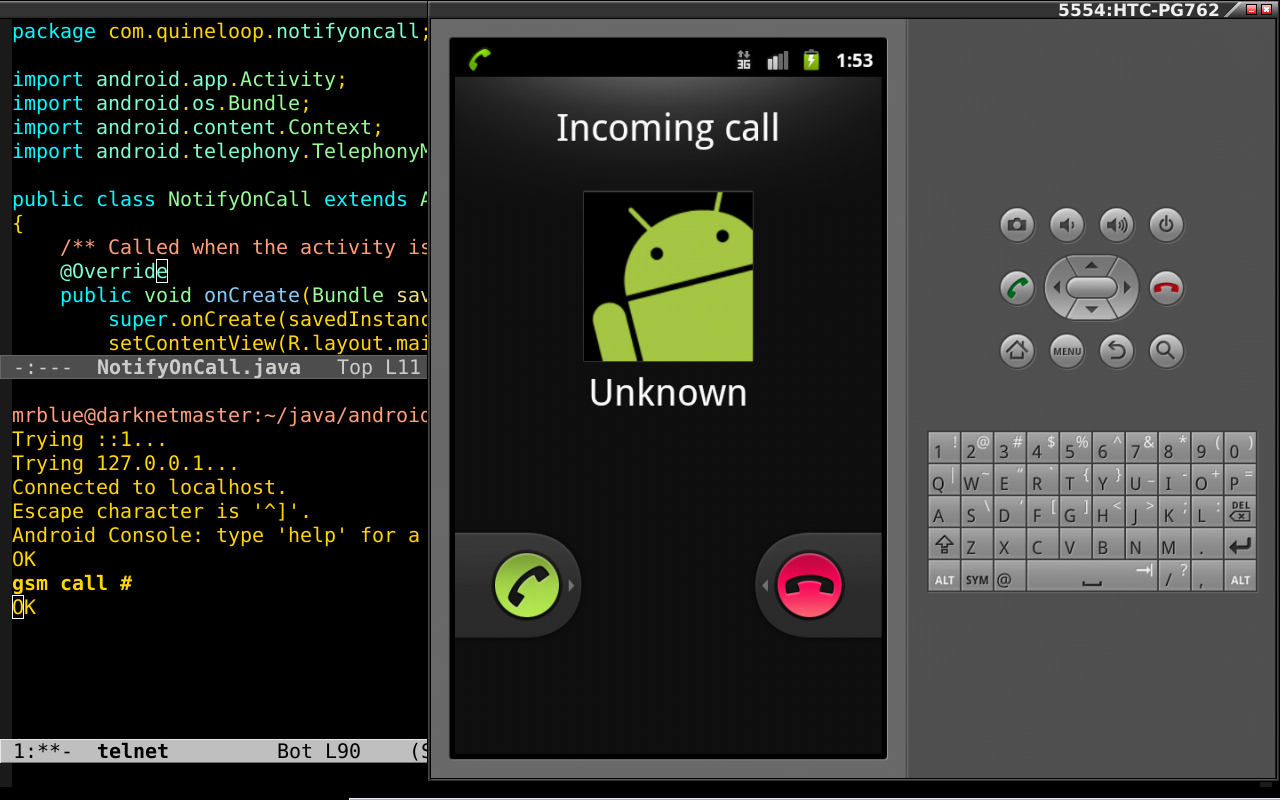 package com.quineloop.notifyoncall;
import android.app.Activity;
import android.os.Bundle;
import android.content.Context;
import android.telephony.TelephonyM
public class NotifyOnCall extends A
{
/** Called when the activity is
@Override
public void onCreate(Bundle sav
super.onCreate(savedInstanc
setContentView(R.layout.mai
-:--- NotifyOnCall.java Top L11
mrblue@darknetmaster:~/java/android
Trying ::1...
Trying 127.0.0.1...
Connected to localhost.
Escape character is '^]'.
Android Console: type 'help' for a
OK
gsm call #
OK
1:**- telnet Bot L90 (S
5554:HTC-PG762
3G 1:53
Incoming call
Unknown
MENU
1 ! 2 @ 3 # 4 $ 5 % 6 ^ 7 & 8 * 9 ( 0 )
Q | W ~ E " R ` T { Y } U _ I - O + P =
A S \ D ' F [ G ] H < J > K ; L : DEL
Z X C V B N M .
ALT SYM @ / ? , ALT